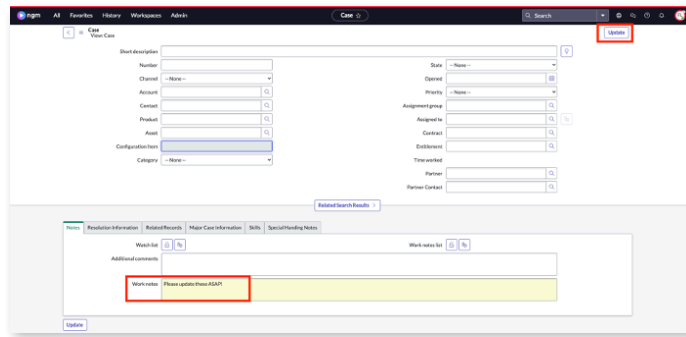 ngm All Favorites History Workspaces Admin Case ☆ Search
Case
View: Case
Update
Short description
Number
State -- None --
Channel -- None --
Opened
Account
Priority -- None --
Contact
Assignment group
Product
Assigned to
Asset
Contract
Configuration item
Entitlement
Category -- None --
Time worked
Partner
Partner Contact
Related Search Results >
Notes Resolution Information Related Records Major Case Information Skills Special Handling Notes
Watch list
Work notes list
Additional comments
Work notes Please update these ASAP!
Update